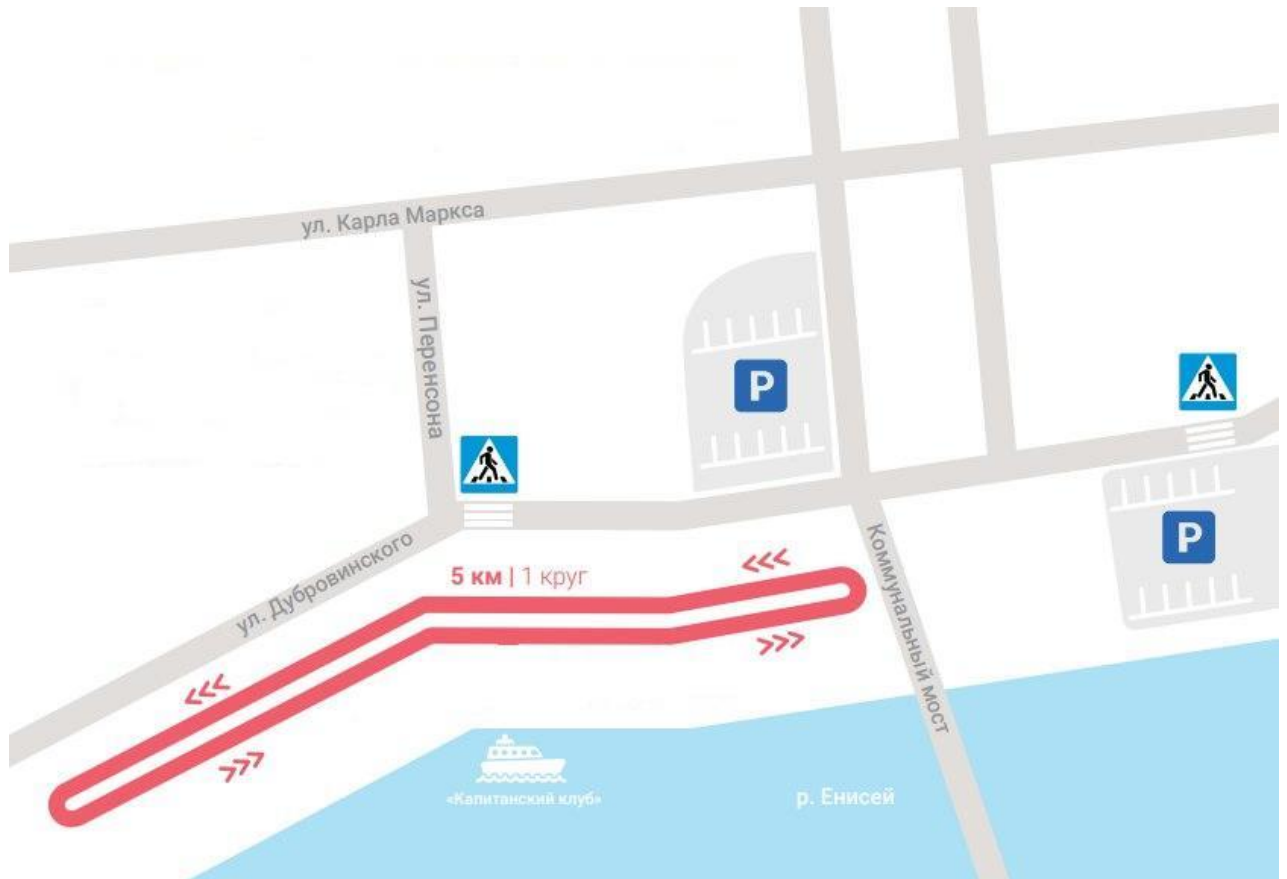 ул. Карла Маркса
ул. Перенсона
P
P
ул. Дубровинского
5 км | 1 круг
Коммунальный мост
«Капитанский клуб»
р. Енисей